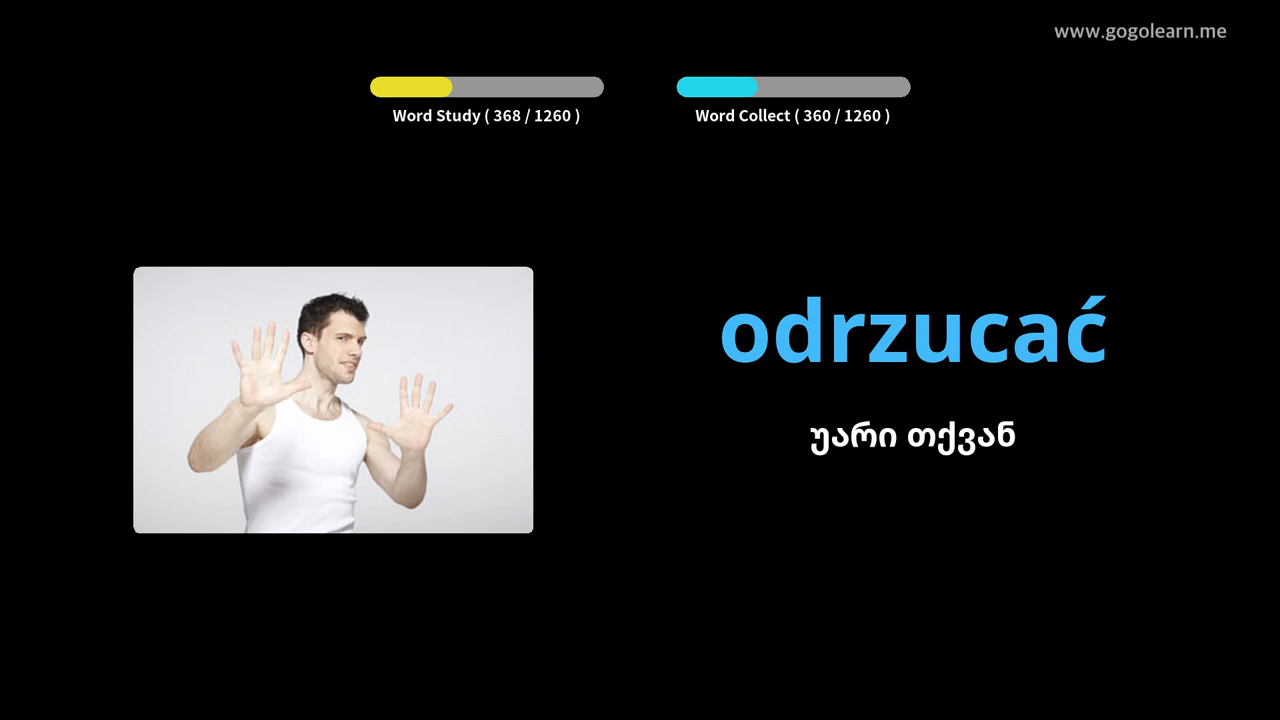 www.gogolearn.me
Word Study ( 368 / 1260 )
Word Collect ( 360 / 1260 )
odrzucać
უარი თქვან